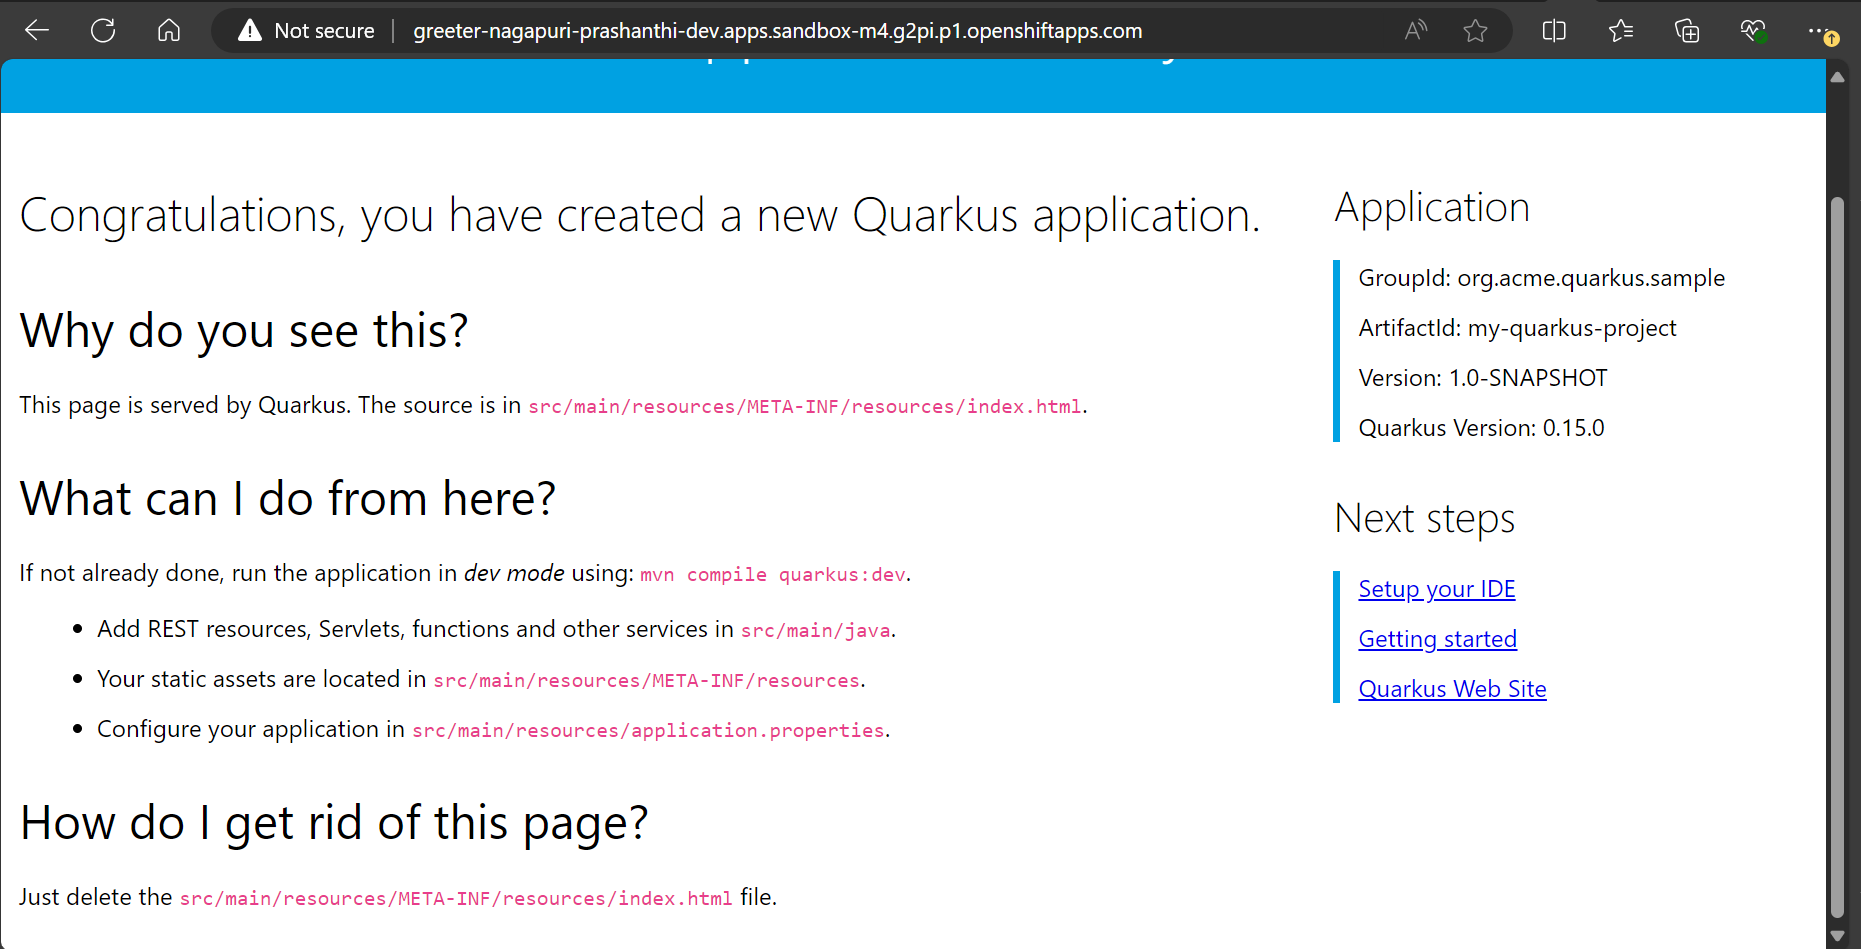 Not secure
greeter-nagapuri-prashanthi-dev.apps.sandbox-m4.g2pi.p1.openshiftapps.com
Congratulations, you have created a new Quarkus application.
Why do you see this?
This page is served by Quarkus. The source is in src/main/resources/META-INF/resources/index.html.
What can I do from here?
If not already done, run the application in dev mode using: mvn compile quarkus:dev.
Add REST resources, Servlets, functions and other services in src/main/java.
Your static assets are located in src/main/resources/META-INF/resources.
Configure your application in src/main/resources/application.properties.
How do I get rid of this page?
Just delete the src/main/resources/META-INF/resources/index.html file.
Application
GroupId: org.acme.quarkus.sample
ArtifactId: my-quarkus-project
Version: 1.0-SNAPSHOT
Quarkus Version: 0.15.0
Next steps
Setup your IDE
Getting started
Quarkus Web Site